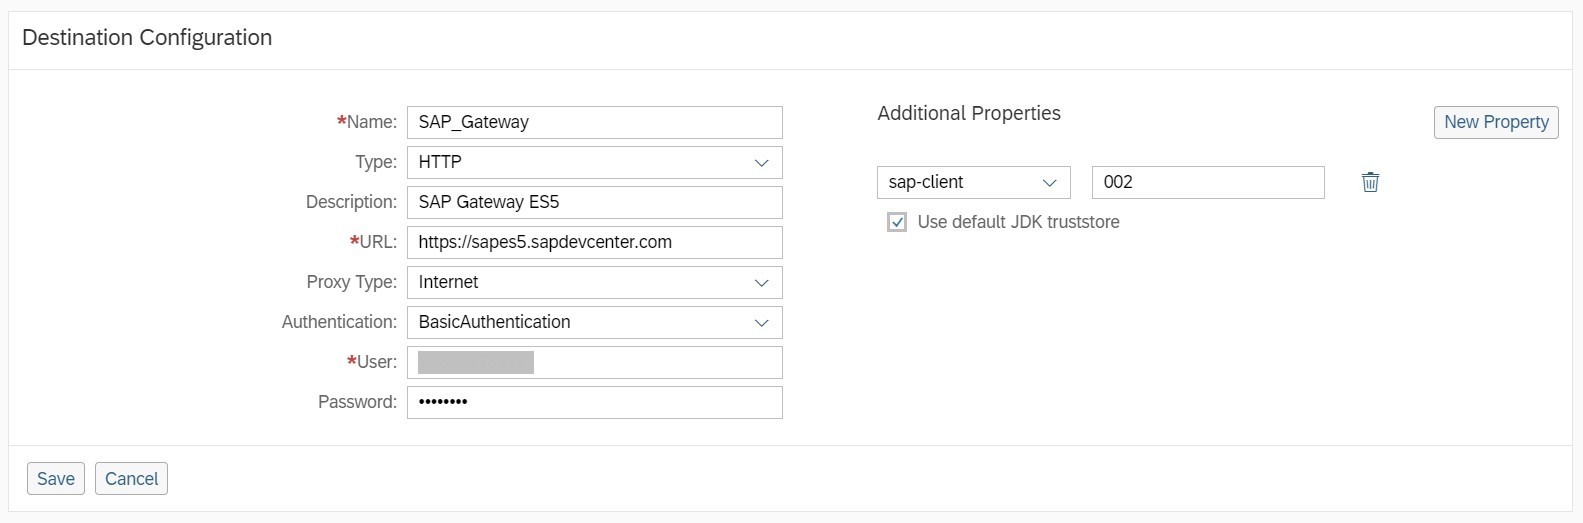 Destination Configuration
*Name: SAP_Gateway
Type: HTTP
Description: SAP Gateway ES5
*URL: https://sapes5.sapdevcenter.com
Proxy Type: Internet
Authentication: BasicAuthentication
*User:
Password: ••••••••
Additional Properties
New Property
sap-client 002
Use default JDK truststore
Save Cancel